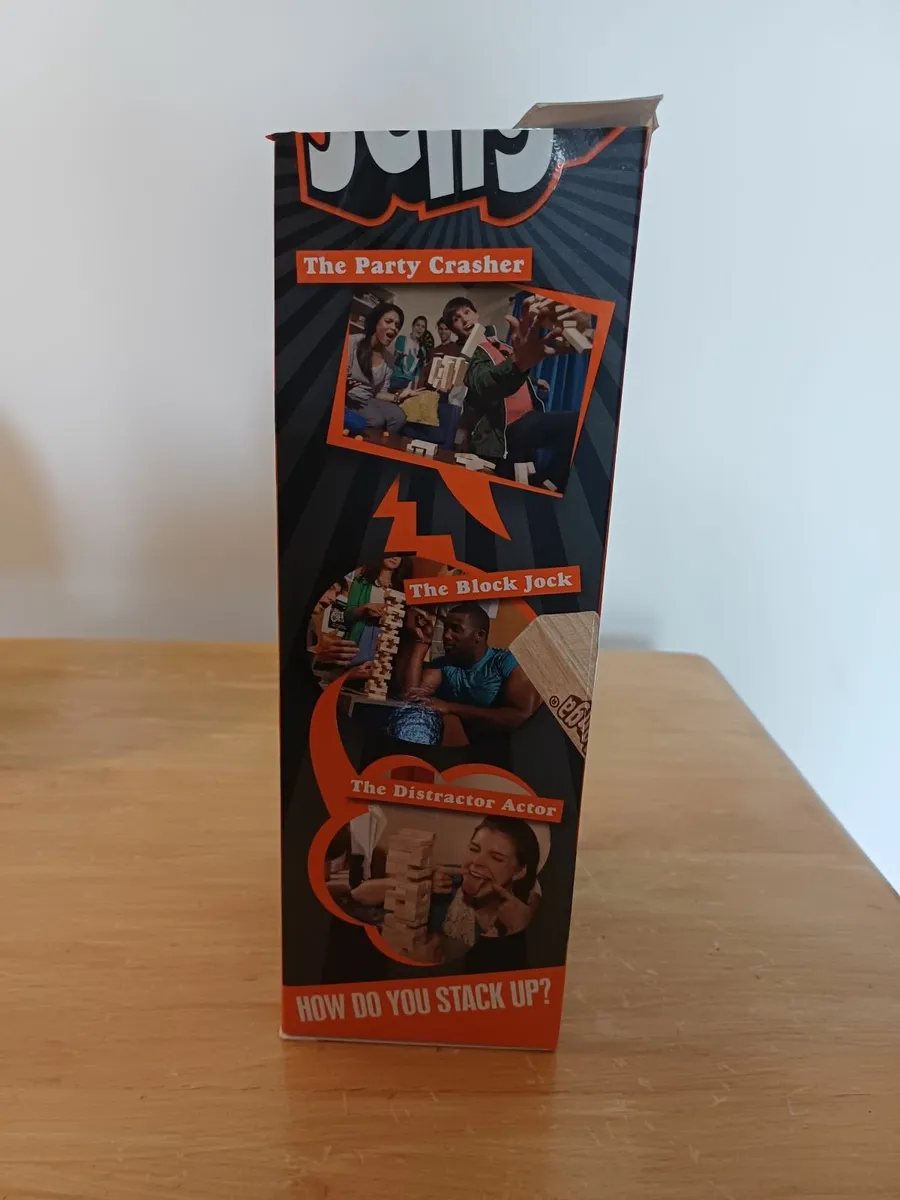 The Party Crasher
The Block Jock
The Distractor Actor
HOW DO YOU STACK UP?